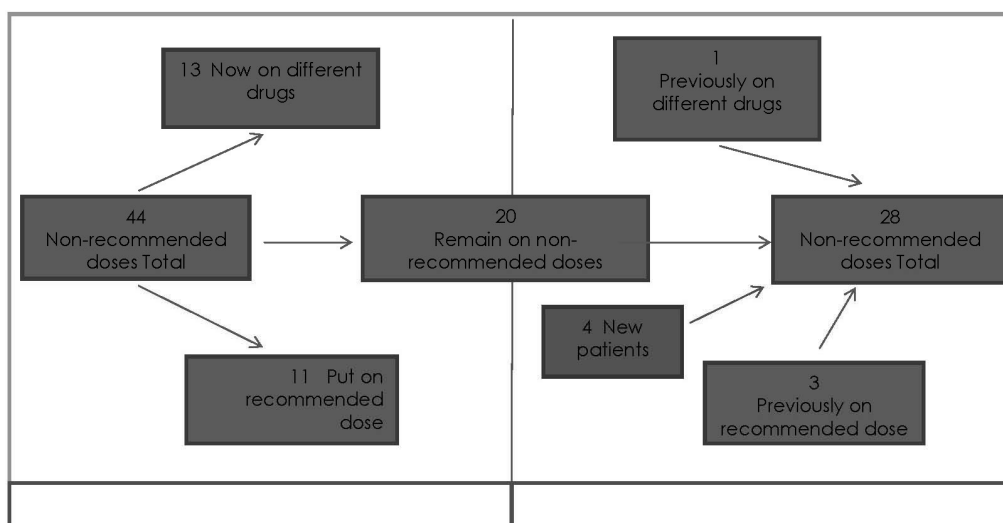 13 Now on different
drugs
1
Previously on
different drugs
44
Non-recommended
doses Total
20
Remain on non-
recommended doses
28
Non-recommended
doses Total
4 New
patients
11 Put on
recommended
dose
3
Previously on
recommended dose